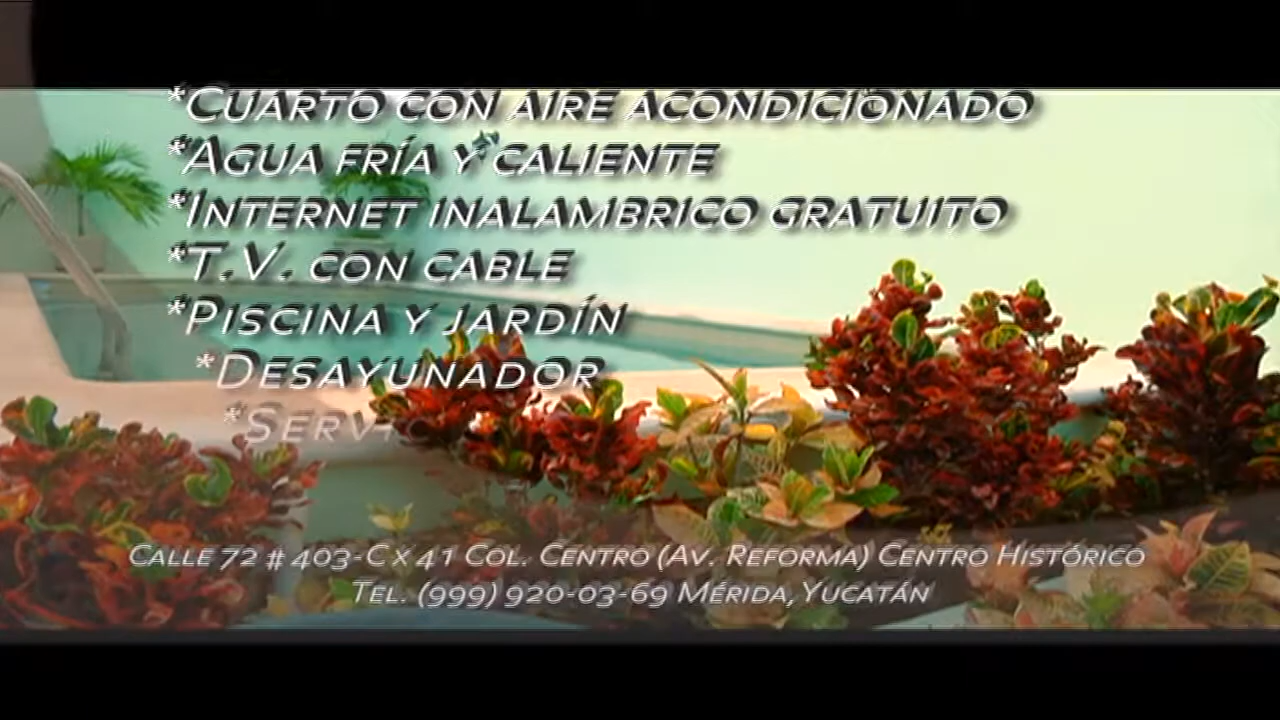 *Cuarto con aire acondicionado
*Agua fría y caliente
*Internet inalambrico gratuito
*T.V. con cable
*Piscina y jardín
*Desayunador
Calle 72 # 403-C x 41 Col. Centro (Av. Reforma) Centro Histórico
Tel. (999) 920-03-69 Mérida, Yucatán